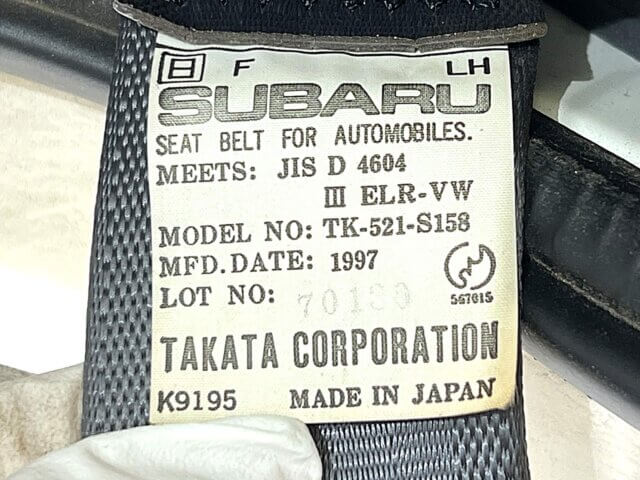 日 F LH
SUBARU
SEAT BELT FOR AUTOMOBILES.
MEETS: JIS D 4604
III ELR-VW
MODEL NO: TK-521-S158
MFD. DATE: 1997
LOT NO:
567015
TAKATA CORPORATION
K9195 MADE IN JAPAN